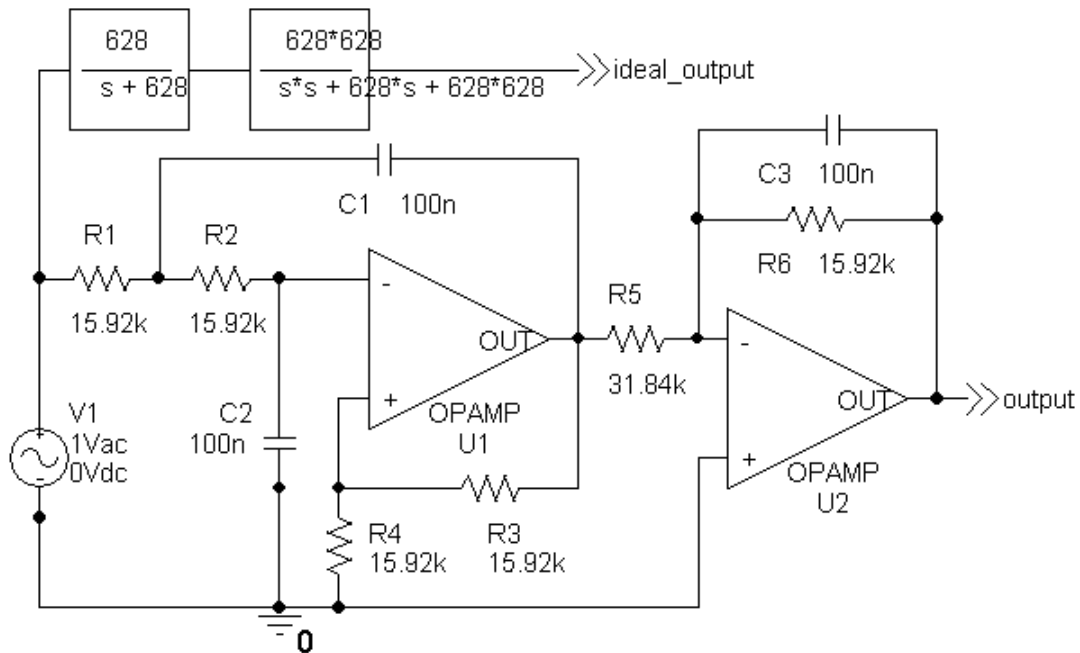 628
s + 628
628*628
s*s + 628*s + 628*628
ideal_output
C1 100n
C3 100n
R1
15.92k
R2
15.92k
R6 15.92k
R5
31.84k
-
+
OUT
OPAMP
U1
-
+
OUT
OPAMP
U2
output
V1
1Vac
0Vdc
+
-
C2
100n
R4
15.92k
R3
15.92k
0